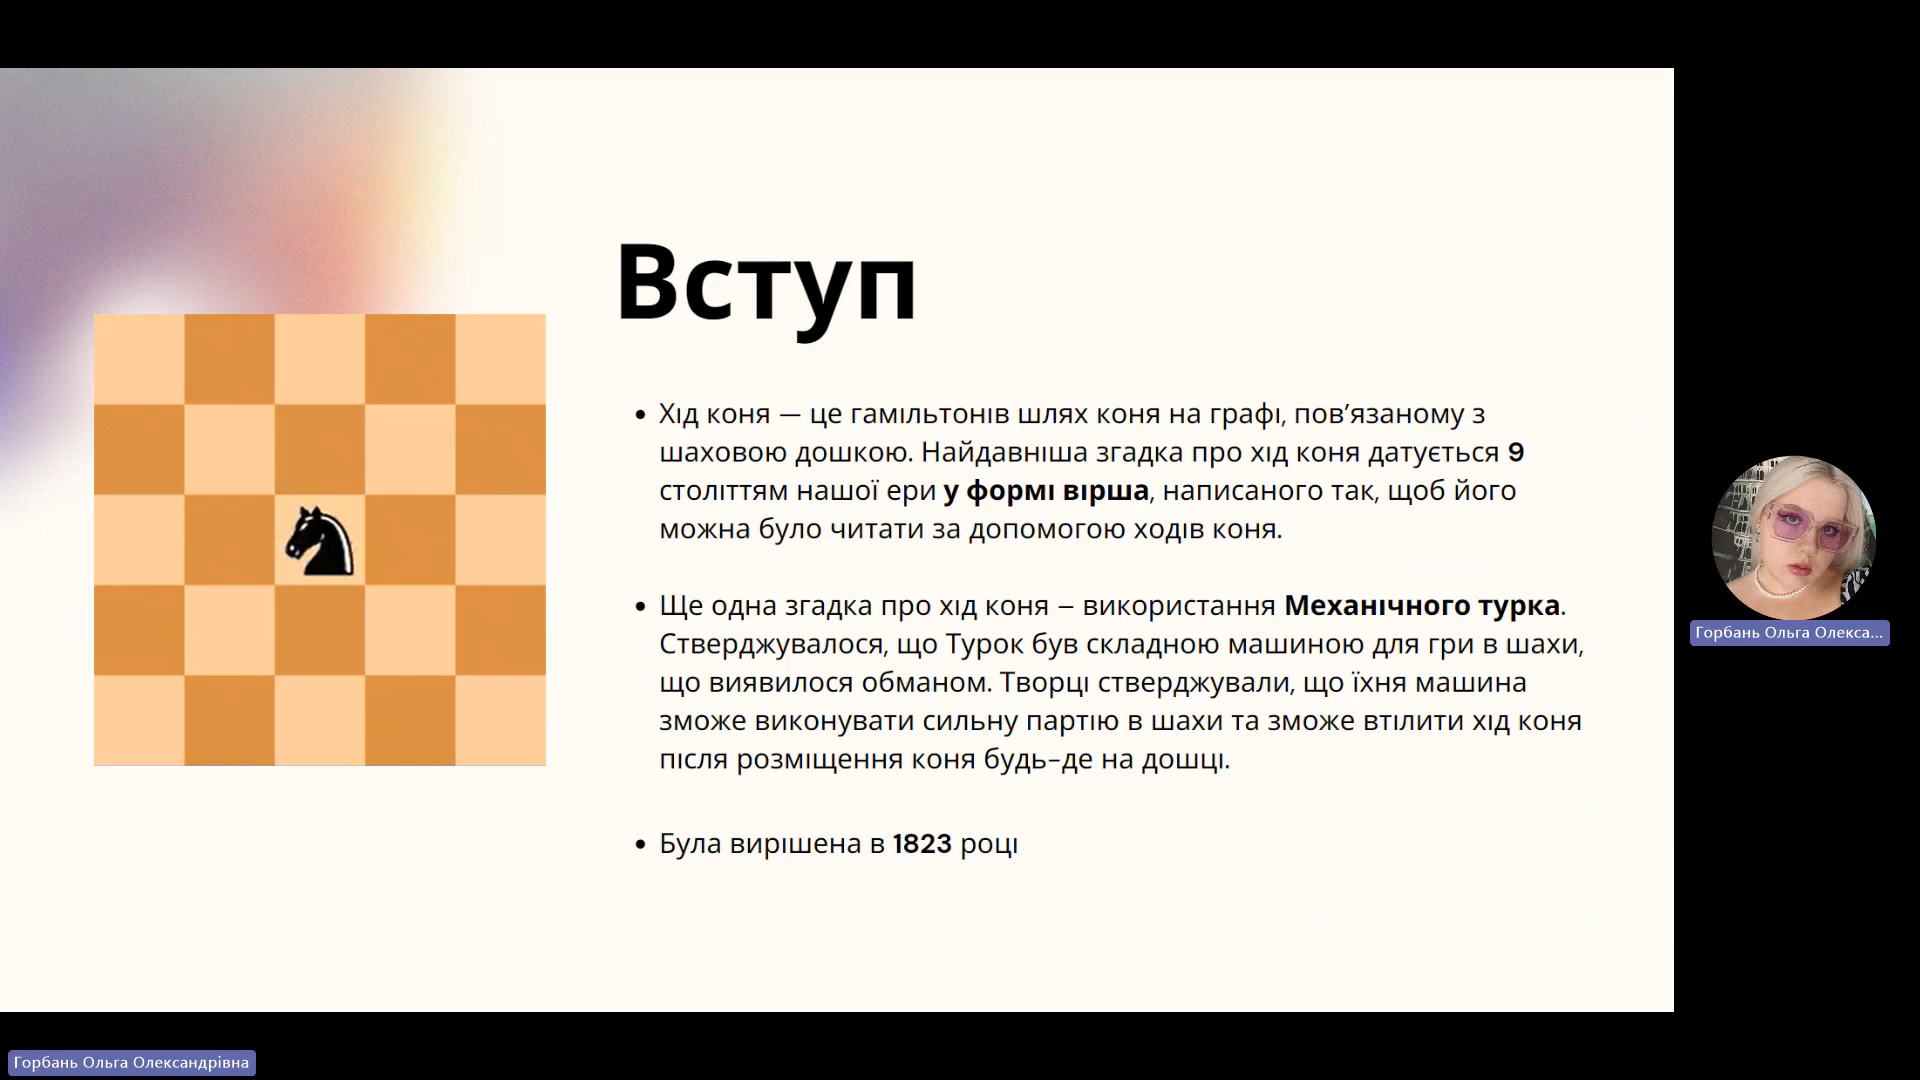 Вступ
Хід коня — це гамільтонів шлях коня на графі, пов’язаному з
шаховою дошкою. Найдавніша згадка про хід коня датується 9
століттям нашої ери у формі вірша, написаного так, щоб його
можна було читати за допомогою ходів коня.
Ще одна згадка про хід коня – використання Механічного турка.
Стверджувалося, що Турок був складною машиною для гри в шахи,
що виявилося обманом. Творці стверджували, що їхня машина
зможе виконувати сильну партію в шахи та зможе втілити хід коня
після розміщення коня будь-де на дошці.
Була вирішена в 1823 році
Горбань Ольга Олекса...
Горбань Ольга Олександрівна